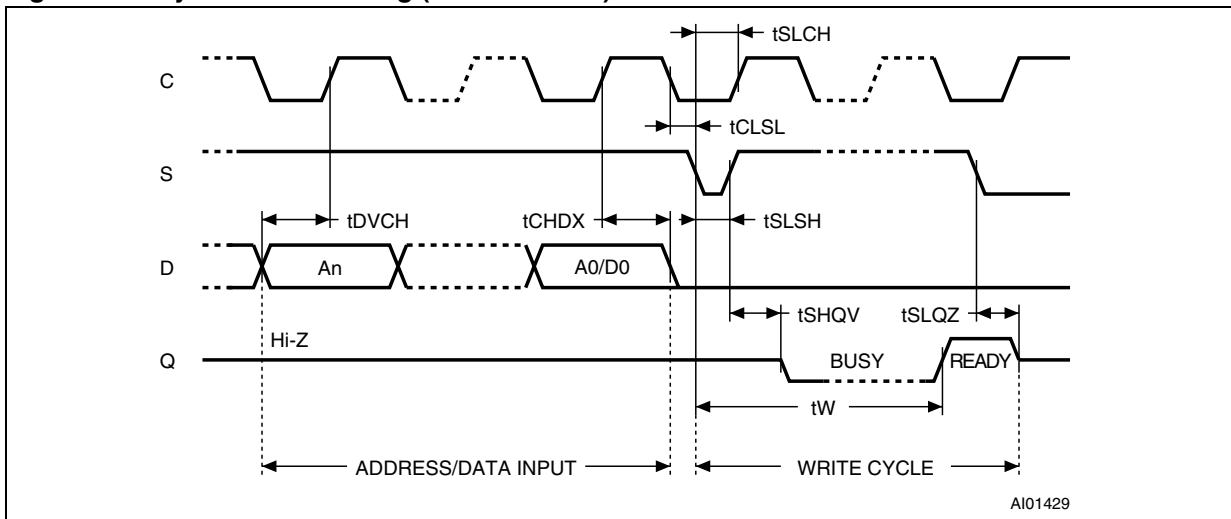 tSLCH
C
tCLSL
S
tDVCH
tCHDX
tSLSH
D
An
A0/D0
tSHQV
tSLQZ
Hi-Z
Q
BUSY
READY
tW
ADDRESS/DATA INPUT
WRITE CYCLE
AI01429